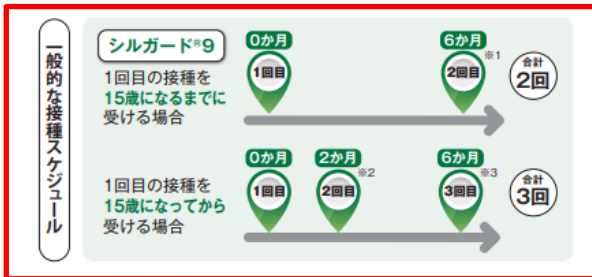 一般的な接種スケジュール
シルガード®9
1回目の接種を
15歳になるまでに
受ける場合
0か月
1回目
6か月
2回目
※1
合計
2回
1回目の接種を
15歳になってから
受ける場合
0か月
1回目
2か月
2回目
※2
6か月
3回目
※3
合計
3回